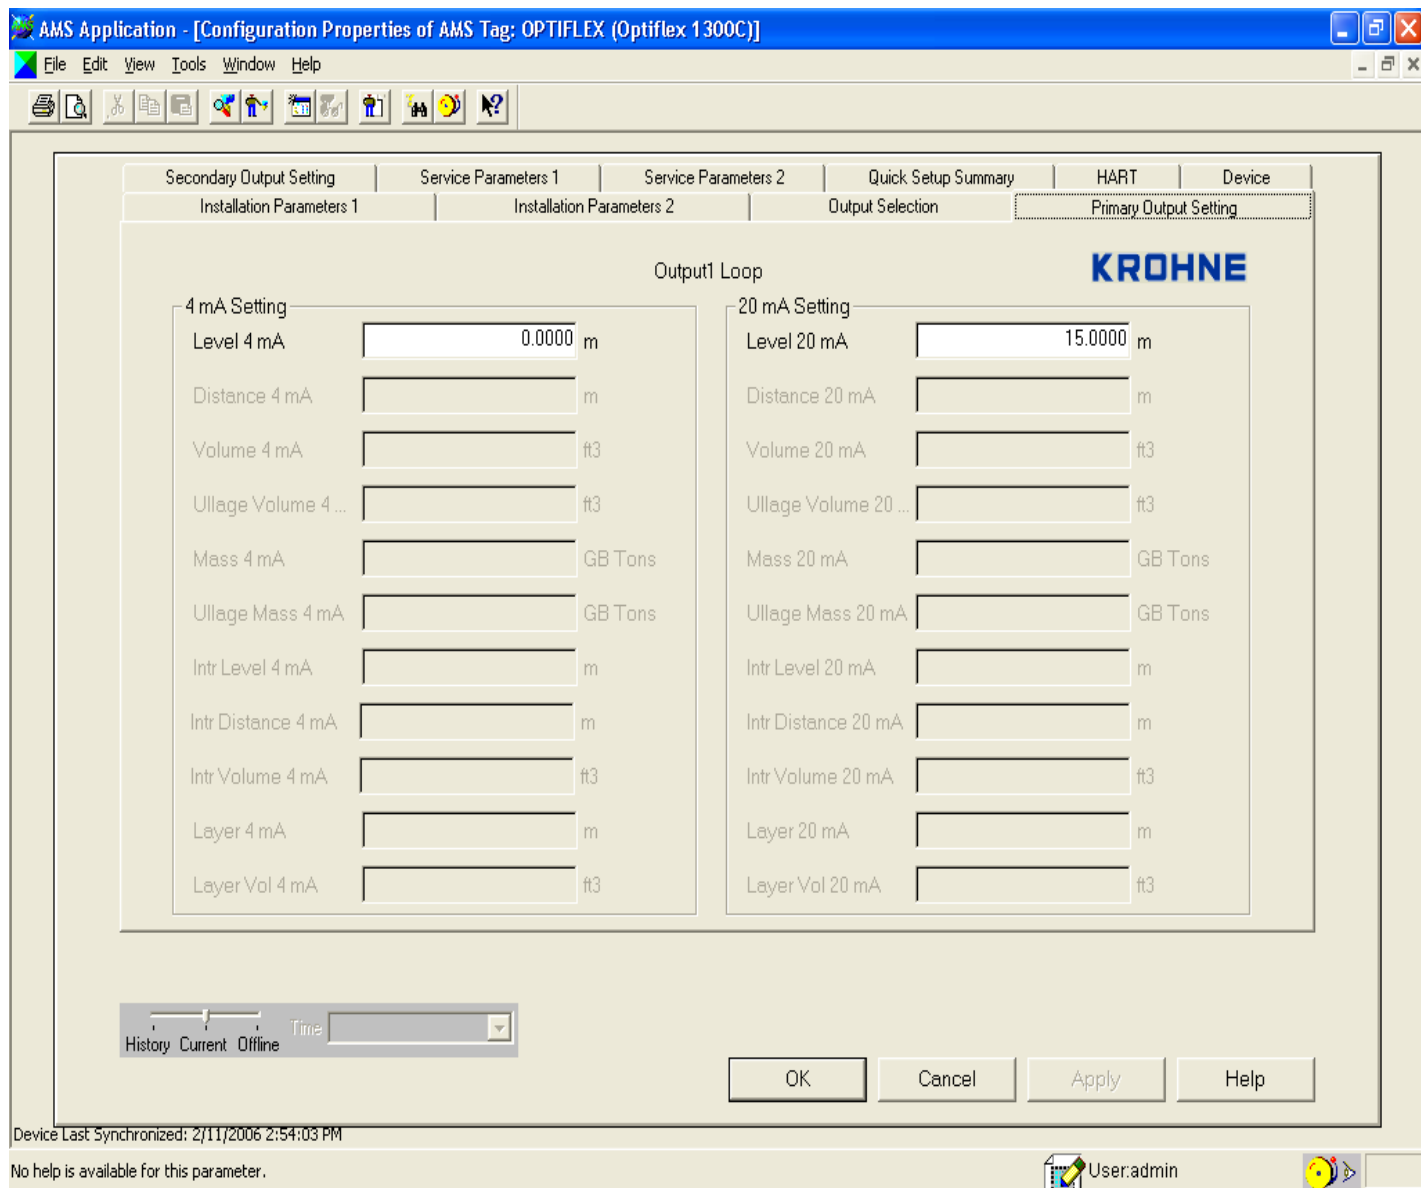 AMS Application - [Configuration Properties of AMS Tag: OPTIFLEX (Optiflex 1300C)]
File Edit View Tools Window Help
Secondary Output Setting Service Parameters 1 Service Parameters 2 Quick Setup Summary HART Device
Installation Parameters 1 Installation Parameters 2 Output Selection Primary Output Setting
Output1 Loop KROHNE
4 mA Setting 20 mA Setting
Level 4 mA 0.0000 m Level 20 mA 15.0000 m
Distance 4 mA m Distance 20 mA m
Volume 4 mA ft3 Volume 20 mA ft3
Ullage Volume 4 ... ft3 Ullage Volume 20 ... ft3
Mass 4 mA GB Tons Mass 20 mA GB Tons
Ullage Mass 4 mA GB Tons Ullage Mass 20 mA GB Tons
Intr Level 4 mA m Intr Level 20 mA m
Intr Distance 4 mA m Intr Distance 20 mA m
Intr Volume 4 mA ft3 Intr Volume 20 mA ft3
Layer 4 mA m Layer 20 mA m
Layer Vol 4 mA ft3 Layer Vol 20 mA ft3
Time
History Current Offline
OK Cancel Apply Help
Device Last Synchronized: 2/11/2006 2:54:03 PM
No help is available for this parameter. User:admin